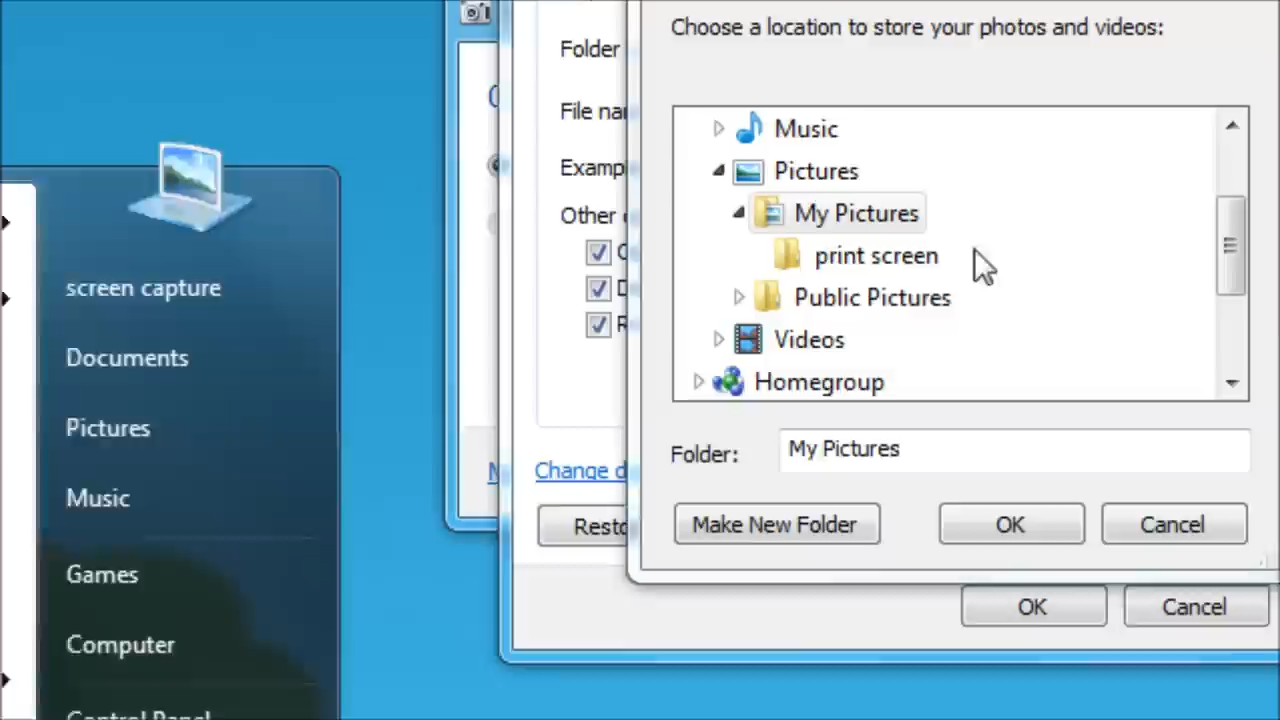 screen capture
Documents
Pictures
Music
Games
Computer
Control Panel
Folder
File na
Examp
Other
Change d
Resto
Choose a location to store your photos and videos:
Music
Pictures
My Pictures
print screen
Public Pictures
Videos
Homegroup
Folder: My Pictures
Make New Folder OK Cancel
OK Cancel